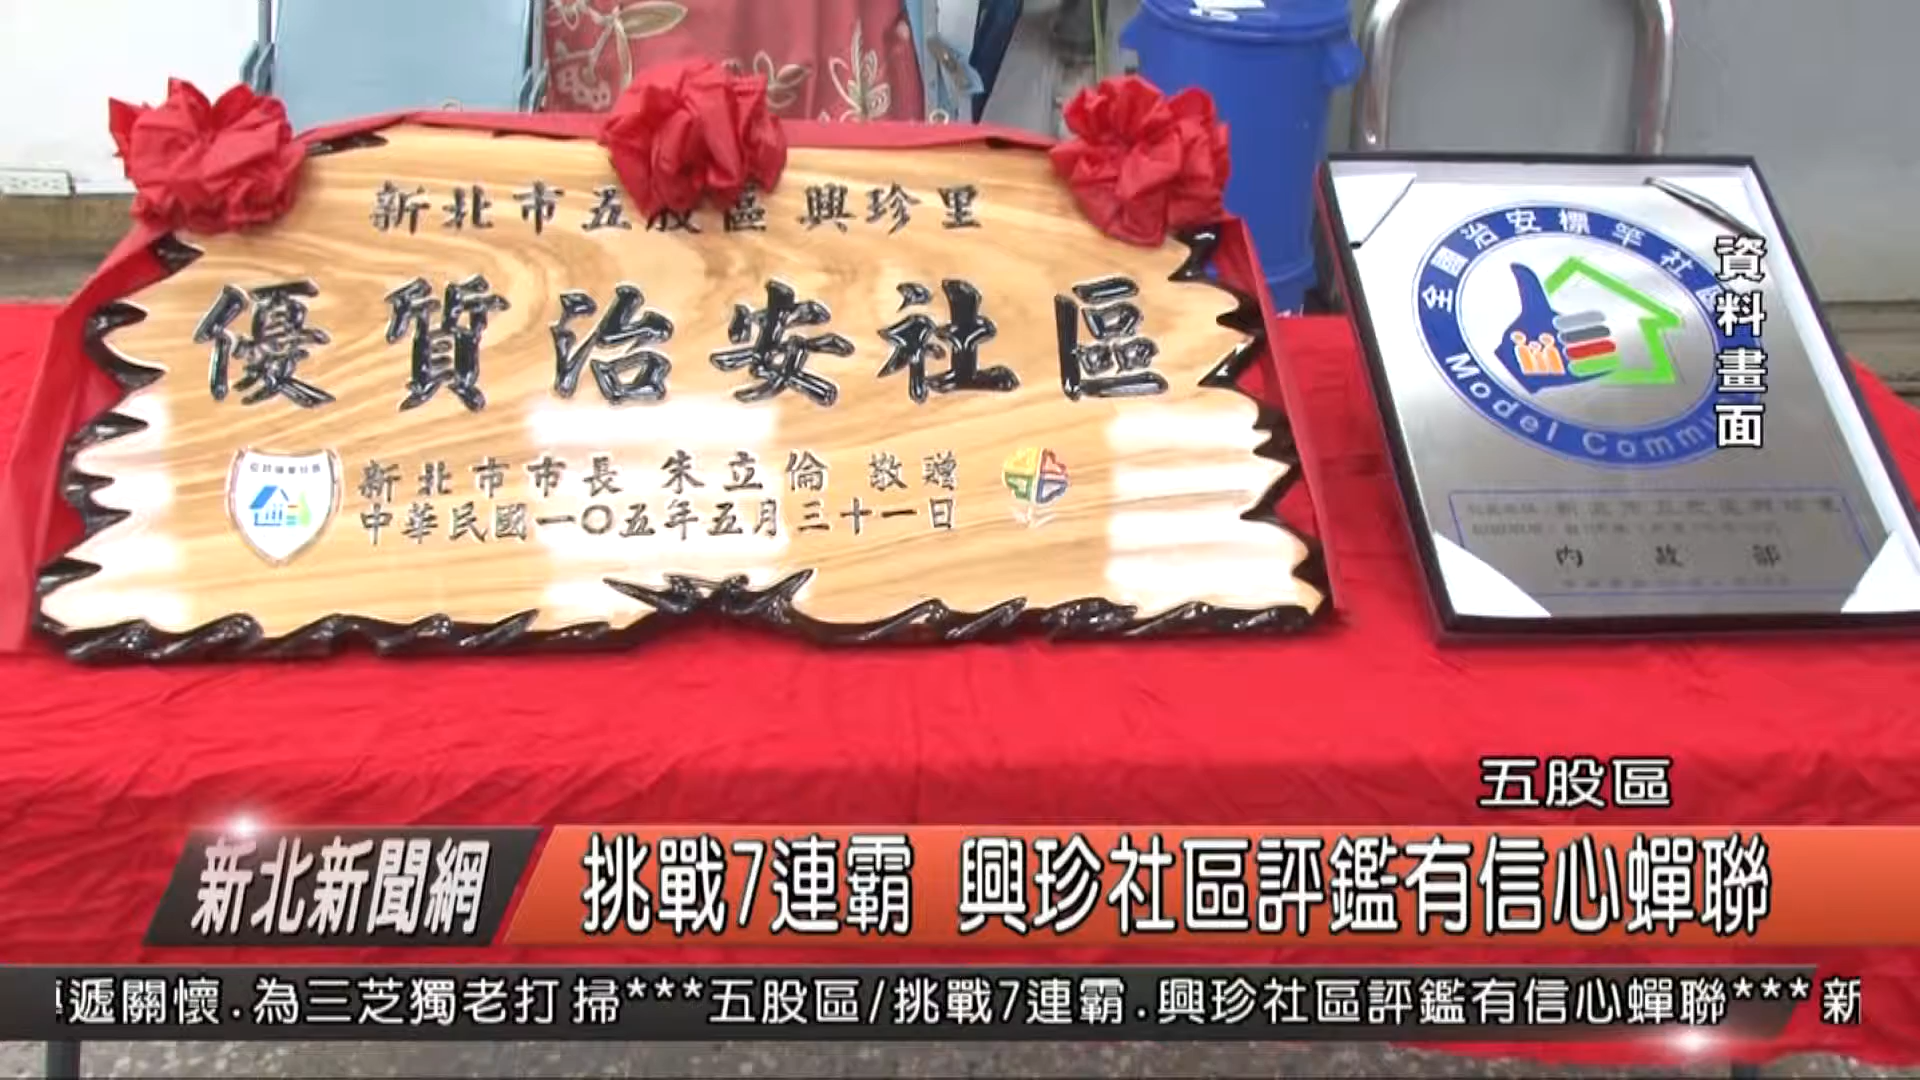 新北市五股區興珍里
優質治安社區
新北市市長 朱立倫 敬贈
中華民國一〇五年五月三十一日
全國治安標竿社區
Model Comm
內政部
資料畫面
五股區
新北新聞網
挑戰7連霸 興珍社區評鑑有信心蟬聯
遞關懷.為三芝獨老打掃***五股區/挑戰7連霸.興珍社區評鑑有信心蟬聯***新